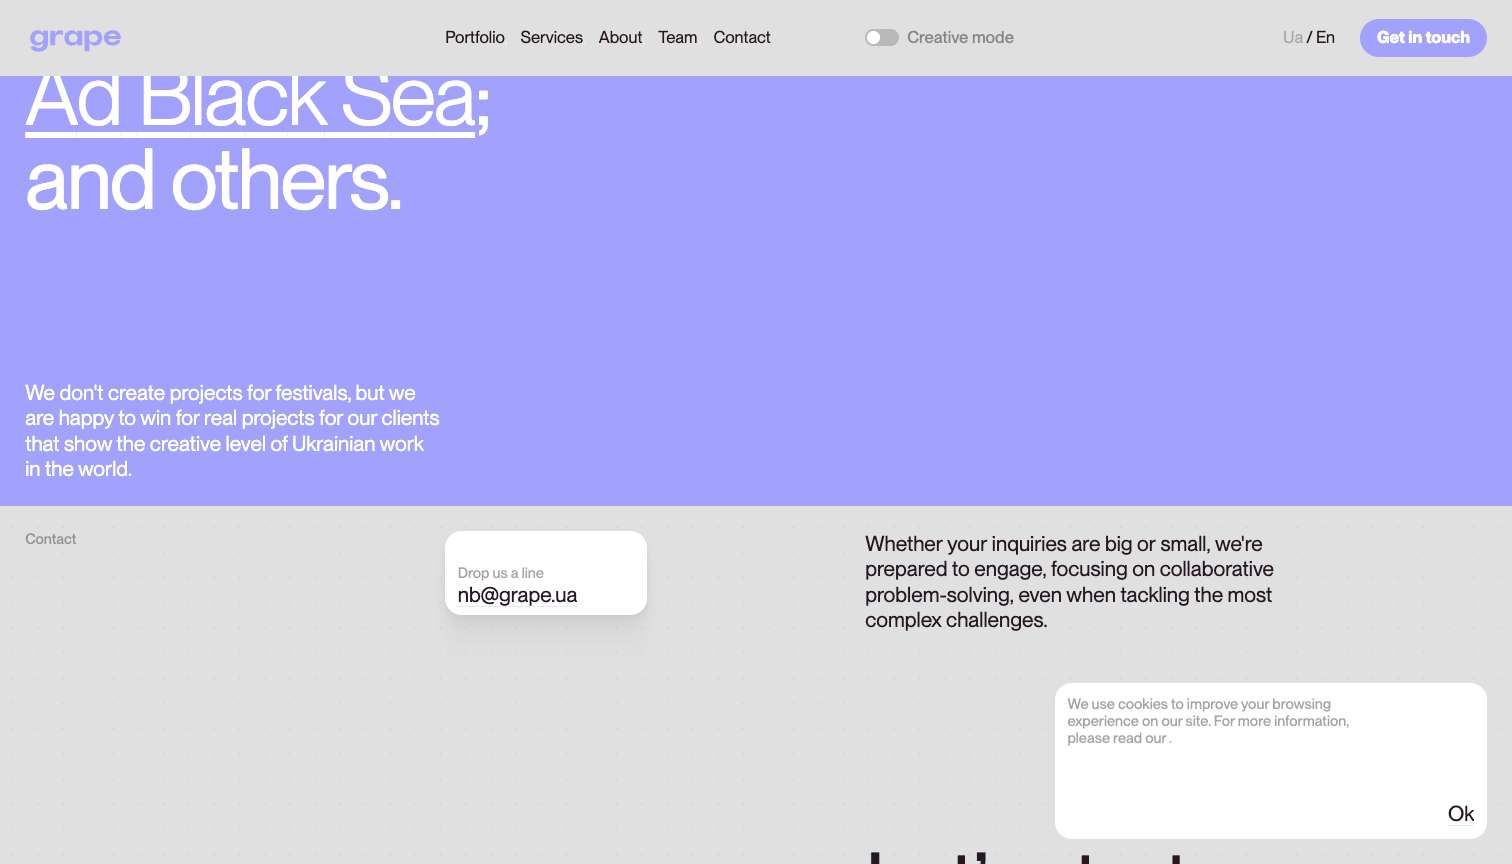 grape
Portfolio Services About Team Contact
Creative mode
Ua / En
Get in touch
Ad Black Sea;
and others.
We don't create projects for festivals, but we
are happy to win for real projects for our clients
that show the creative level of Ukrainian work
in the world.
Contact
Drop us a line
nb@grape.ua
Whether your inquiries are big or small, we're
prepared to engage, focusing on collaborative
problem-solving, even when tackling the most
complex challenges.
We use cookies to improve your browsing
experience on our site. For more information,
please read our .
Ok